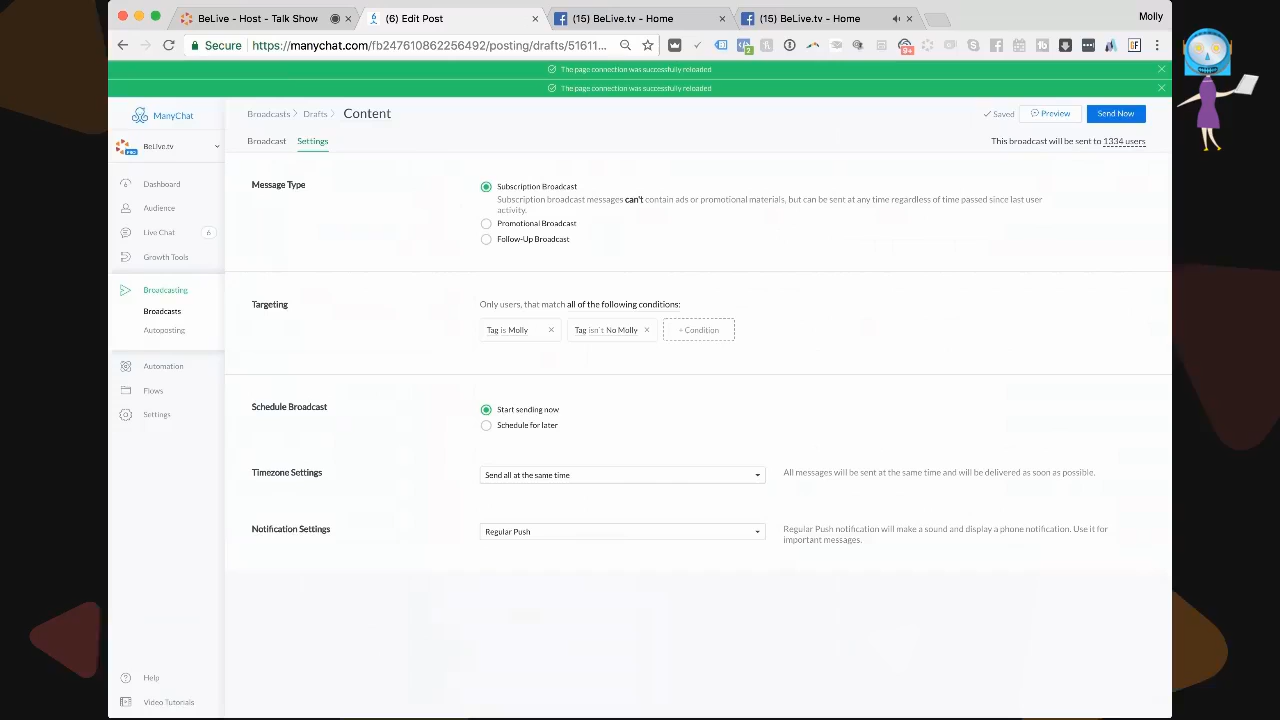 BeLive - Host - Talk Show
(6) Edit Post
(15) BeLive.tv - Home
(15) BeLive.tv - Home
Molly
Secure
https://manychat.com/fb247610862256492/posting/drafts/51611...
2
9+
31
GF
The page connection was successfully reloaded
The page connection was successfully reloaded
ManyChat
Broadcasts
Drafts
Content
Saved
Preview
Send Now
BeLive.tv
PRO
Broadcast
Settings
This broadcast will be sent to 1334 users
Dashboard
Audience
Live Chat
6
Growth Tools
Broadcasting
Broadcasts
Autoposting
Automation
Flows
Settings
Help
Video Tutorials
Message Type
Subscription Broadcast
Subscription broadcast messages can't contain ads or promotional materials, but can be sent at any time regardless of time passed since last user
activity.
Promotional Broadcast
Follow-Up Broadcast
Targeting
Only users, that match all of the following conditions:
Tag is Molly
Tag isn't No Molly
+ Condition
Schedule Broadcast
Start sending now
Schedule for later
Timezone Settings
Send all at the same time
All messages will be sent at the same time and will be delivered as soon as possible.
Notification Settings
Regular Push
Regular Push notification will make a sound and display a phone notification. Use it for
important messages.